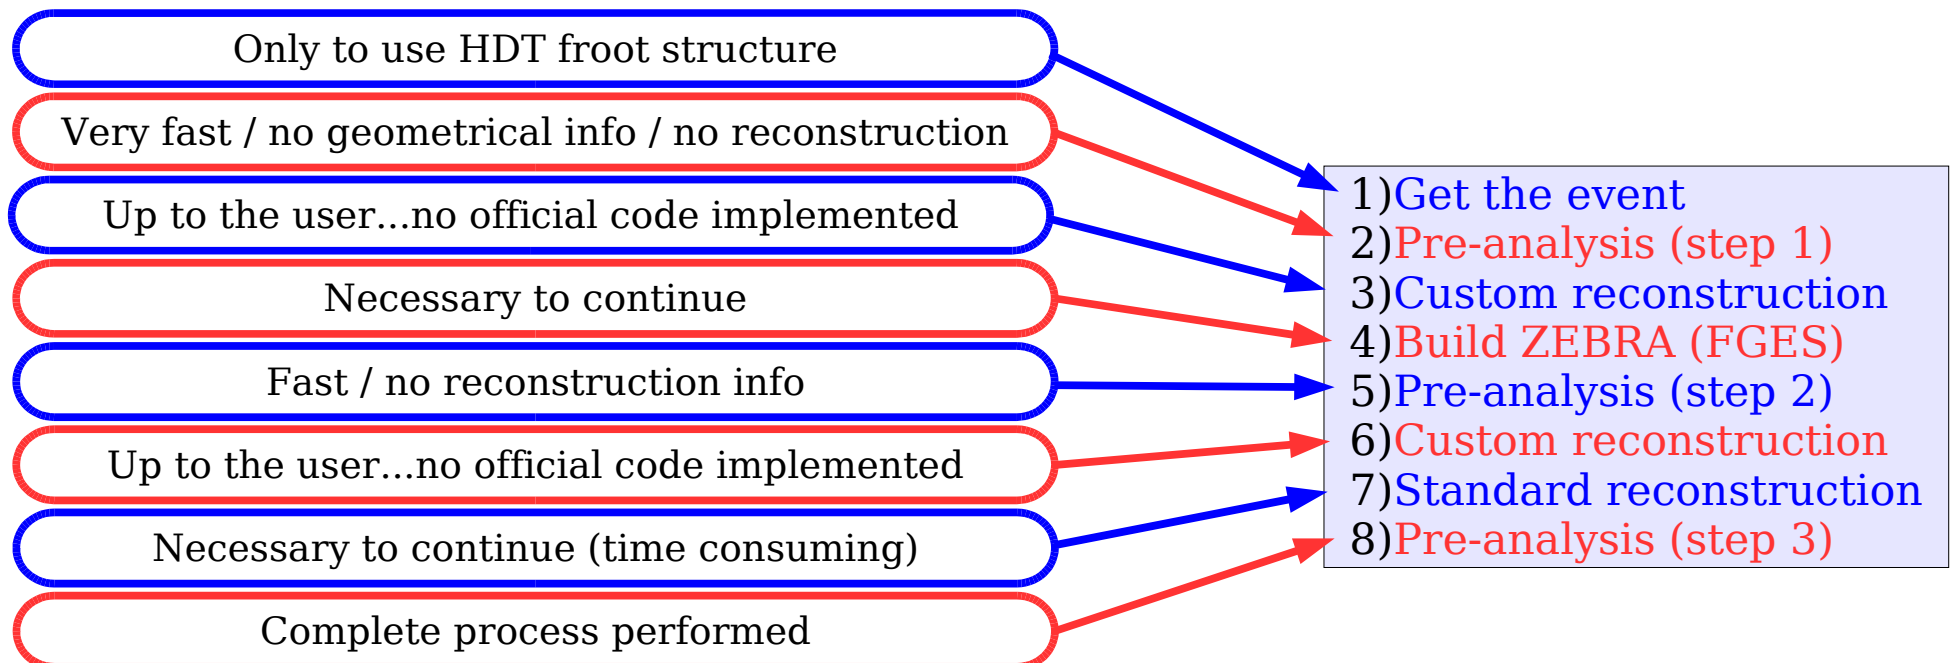 Only to use HDT froot structure
Very fast / no geometrical info / no reconstruction
Up to the user...no official code implemented
Necessary to continue
Fast / no reconstruction info
Up to the user...no official code implemented
Necessary to continue (time consuming)
Complete process performed
1)Get the event
2)Pre-analysis (step 1)
3)Custom reconstruction
4)Build ZEBRA (FGES)
5)Pre-analysis (step 2)
6)Custom reconstruction
7)Standard reconstruction
8)Pre-analysis (step 3)